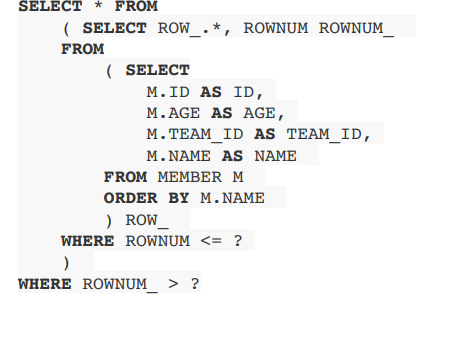 SELECT * FROM
( SELECT ROW_.*, ROWNUM ROWNUM_
FROM
( SELECT
M.ID AS ID,
M.AGE AS AGE,
M.TEAM_ID AS TEAM_ID,
M.NAME AS NAME
FROM MEMBER M
ORDER BY M.NAME
) ROW_
WHERE ROWNUM <= ?
)
WHERE ROWNUM_ > ?